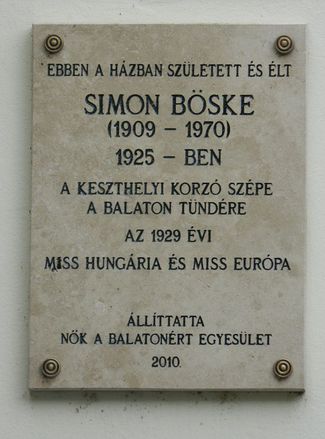 EBBEN A HÁZBAN SZÜLETETT ÉS ÉLT
SIMON BÖSKE
(1909 – 1970)
1925 – BEN
A KESZTHELYI KORZÓ SZÉPE
A BALATON TÜNDÉRE
AZ 1929 ÉVI
MISS HUNGÁRIA ÉS MISS EURÓPA
ÁLLÍTTATTA
NŐK A BALATONÉRT EGYESÜLET
2010.